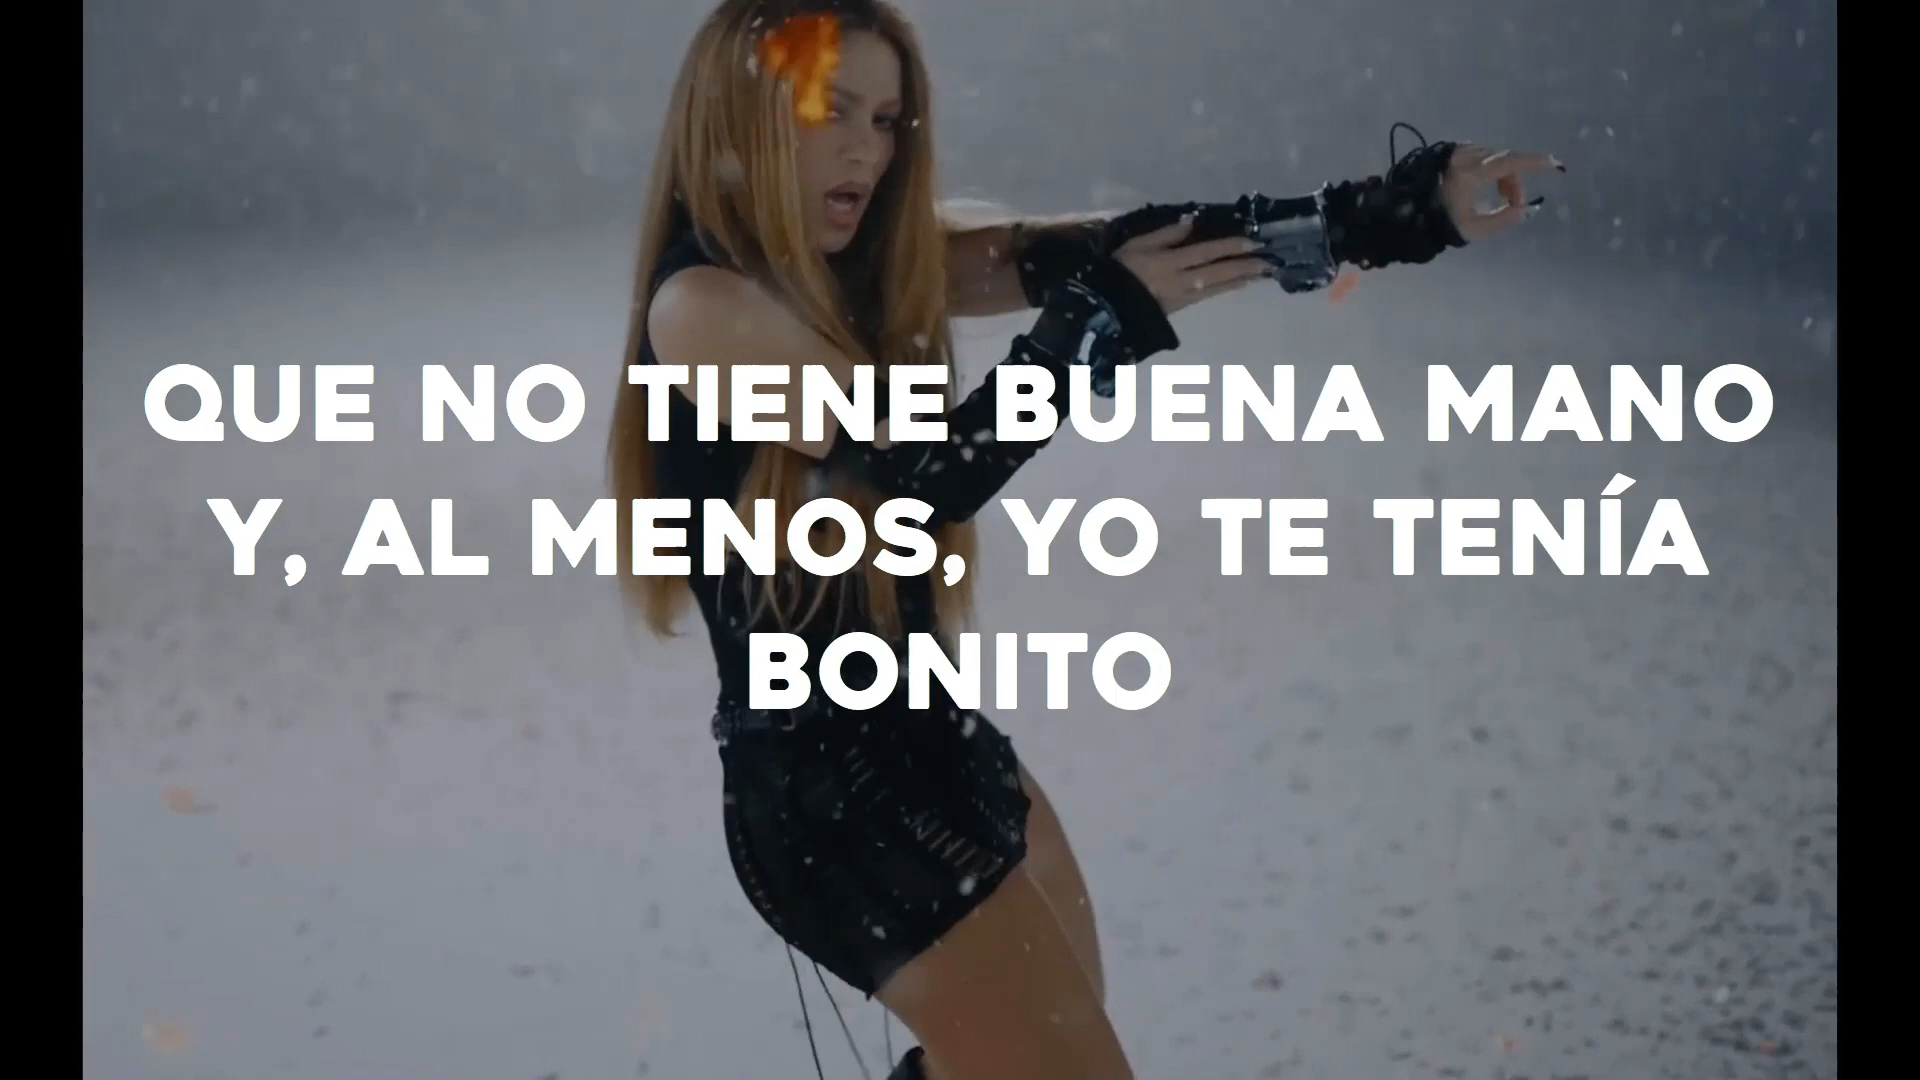 QUE NO TIENE BUENA MANO
Y, AL MENOS, YO TE TENÍA
BONITO